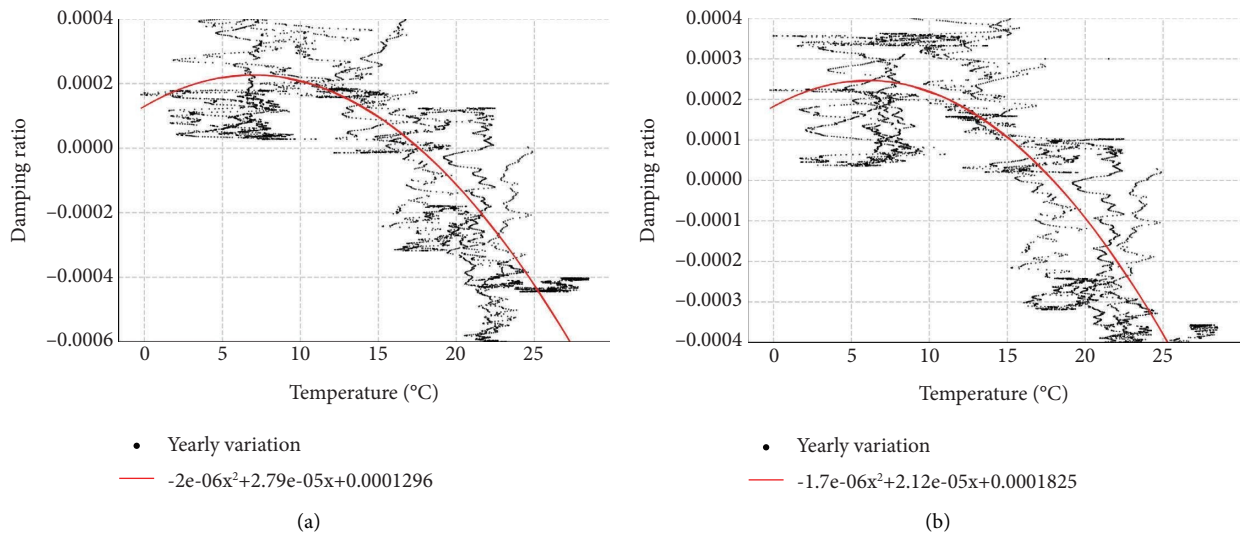 0.0004
0.0002
0.0000
−0.0002
−0.0004
−0.0006
Damping ratio
0 5 10 15 20 25
Temperature (°C)
Yearly variation
-2e-06x²+2.79e-05x+0.0001296
(a)
0.0004
0.0003
0.0002
0.0001
0.0000
−0.0001
−0.0002
−0.0003
−0.0004
Damping ratio
0 5 10 15 20 25
Temperature (°C)
Yearly variation
-1.7e-06x²+2.12e-05x+0.0001825
(b)